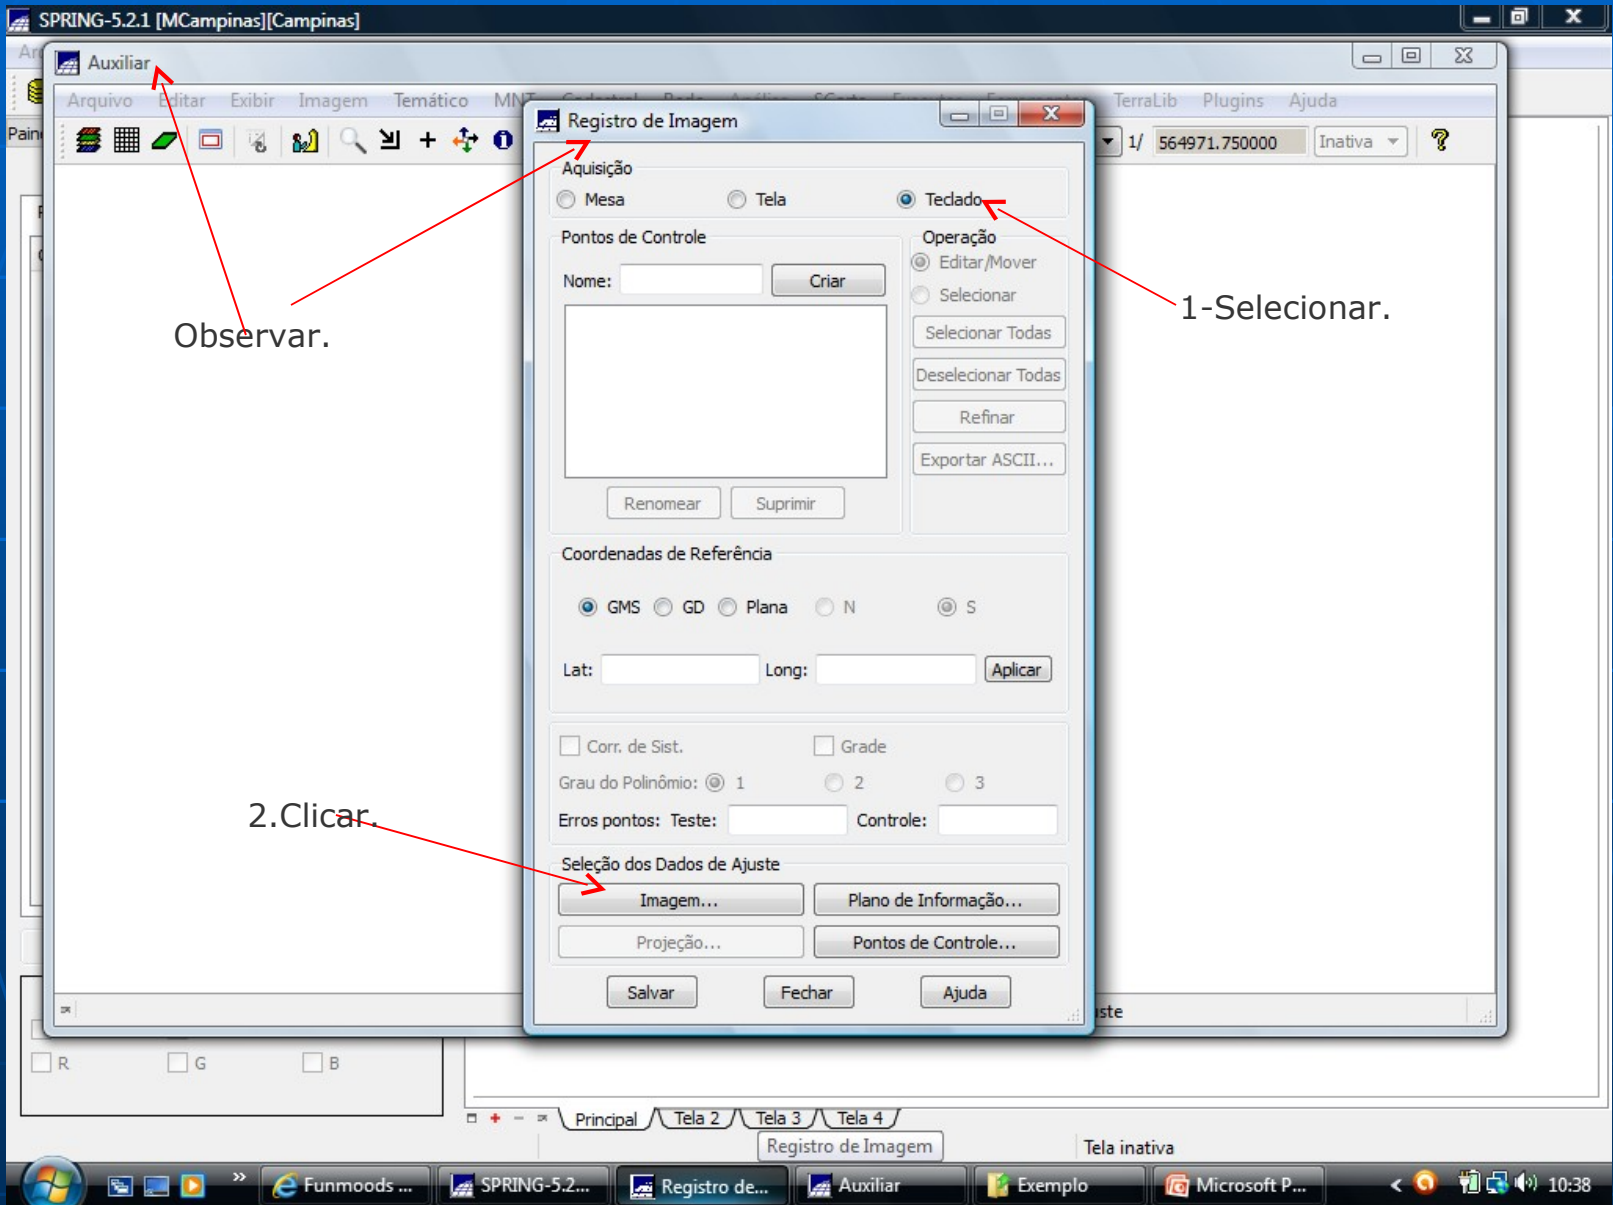 SPRING-5.2.1 [MCampinas][Campinas]
Auxiliar
Arquivo Editar Exibir Imagem Temático MNT TerraLib Plugins Ajuda
1/ 564971.750000 Inativa
Registro de Imagem
Aquisição
Mesa Tela Teclado
Pontos de Controle
Nome: Criar
Renomear Suprimir
Operação
Editar/Mover
Selecionar
Selecionar Todas
Deselecionar Todas
Refinar
Exportar ASCII...
Observar.
1-Selecionar.
Coordenadas de Referência
GMS GD Plana N S
Lat: Long: Aplicar
Corr. de Sist. Grade
Grau do Polinômio: 1 2 3
Erros pontos: Teste: Controle:
2.Clicar.
Seleção dos Dados de Ajuste
Imagem... Plano de Informação...
Projeção... Pontos de Controle...
Salvar Fechar Ajuda
R G B
Principal Tela 2 Tela 3 Tela 4
Registro de Imagem
Tela inativa
Funmoods ... SPRING-5.2... Registro de... Auxiliar Exemplo Microsoft P... 10:38